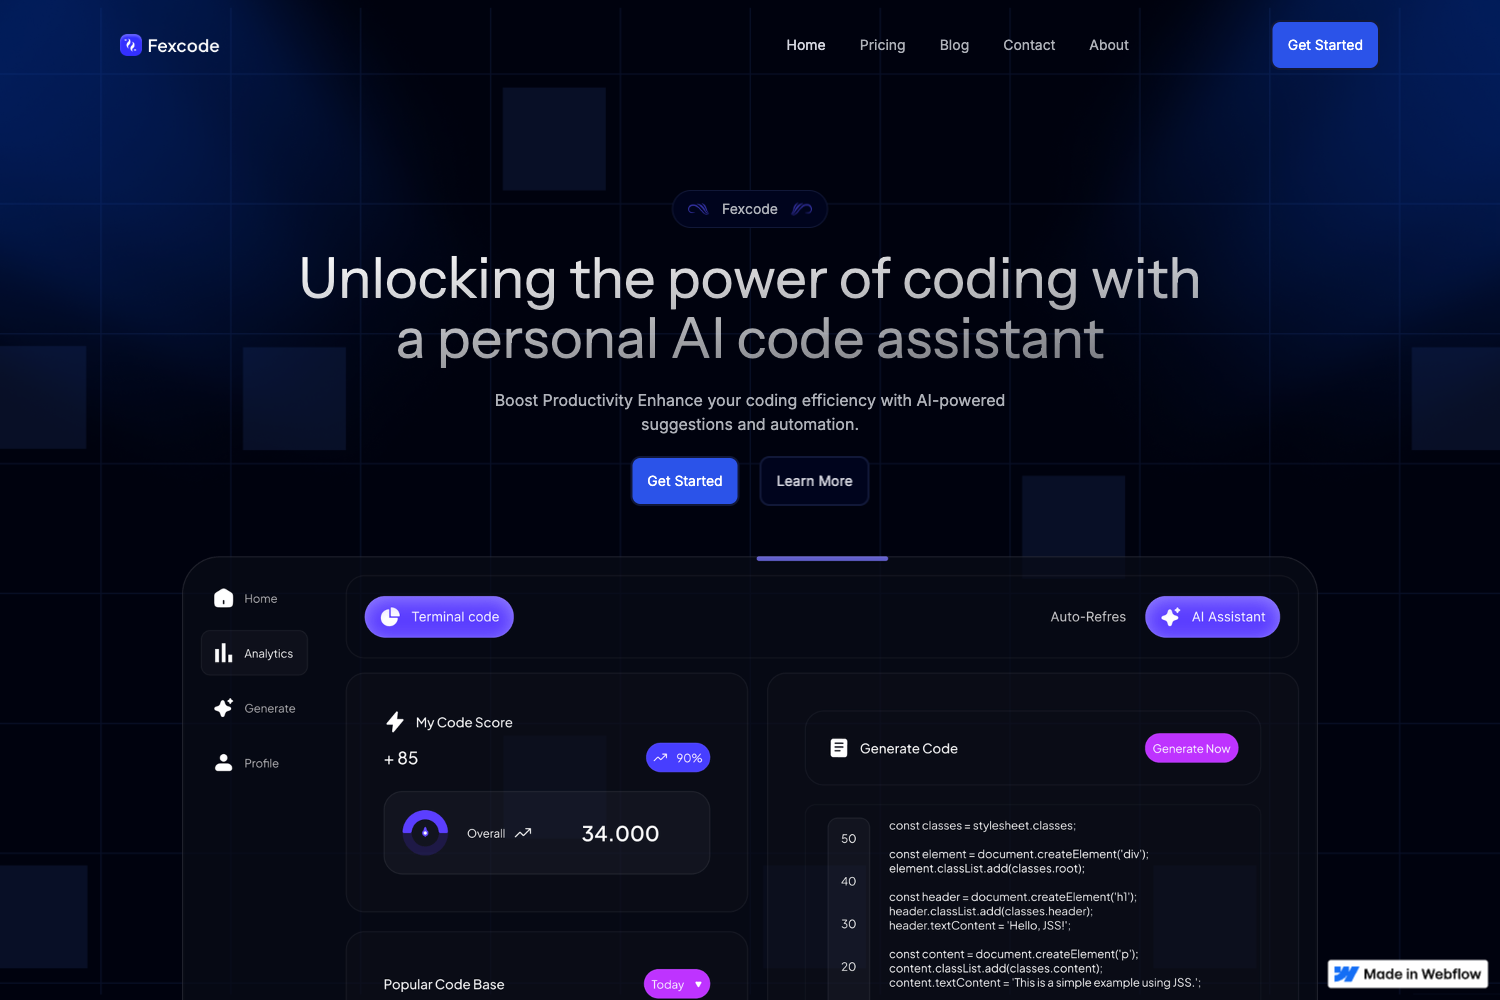 Fexcode
Home Pricing Blog Contact About
Get Started
Fexcode
Unlocking the power of coding with
a personal AI code assistant
Boost Productivity Enhance your coding efficiency with AI-powered
suggestions and automation.
Get Started Learn More
Home
Analytics
Generate
Profile
Terminal code
Auto-Refres
AI Assistant
My Code Score
+ 85
90%
Overall
34.000
Popular Code Base
Today
Generate Code
Generate Now
50
40
30
20
const classes = stylesheet.classes;
const element = document.createElement('div');
element.classList.add(classes.root);
const header = document.createElement('h1');
header.classList.add(classes.header);
header.textContent = 'Hello, JSS!';
const content = document.createElement('p');
content.classList.add(classes.content);
content.textContent = 'This is a simple example using JSS.';
Made in Webflow